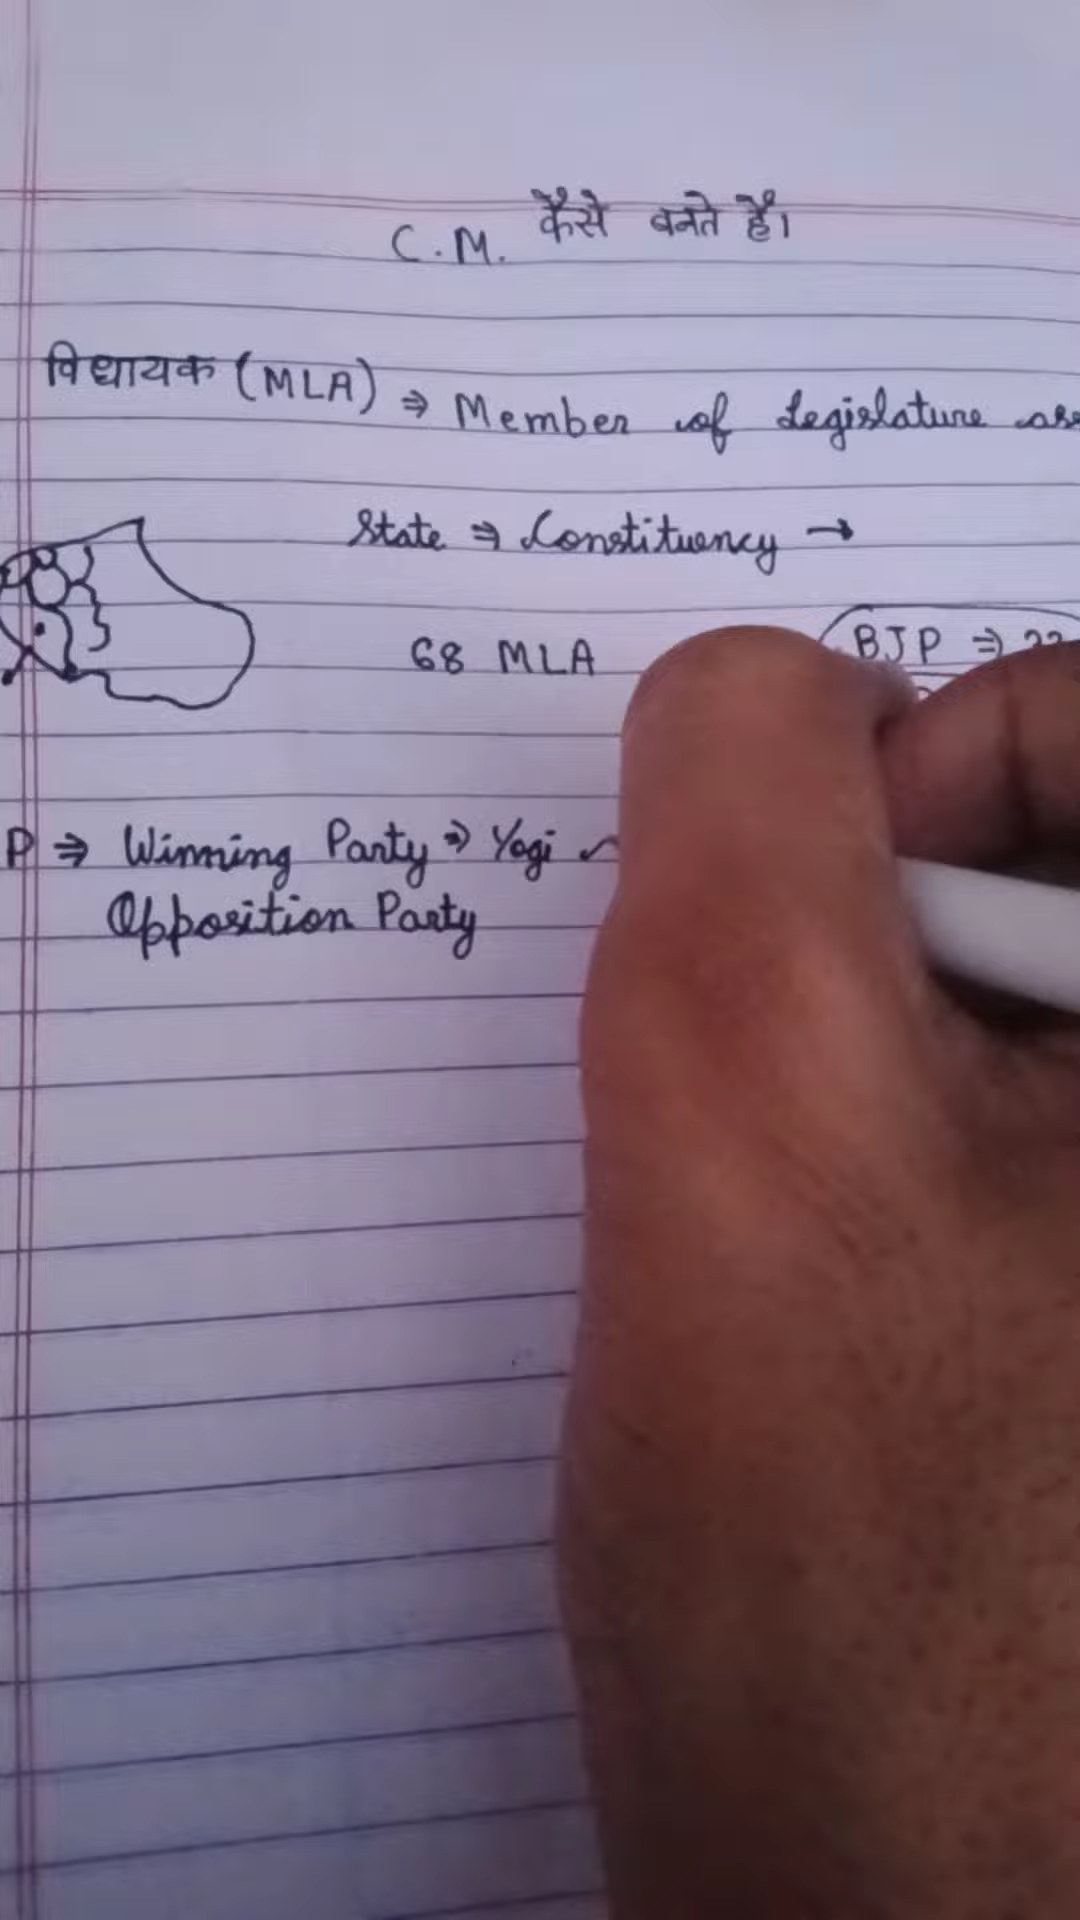 C.M. कैसे बनते हैं।
विधायक (MLA) ⇒ Member of Legislature
State ⇒ Constituency →
68 MLA
BJP ⇒
P ⇒ Winning Party ⇒ Yogi
Opposition Party